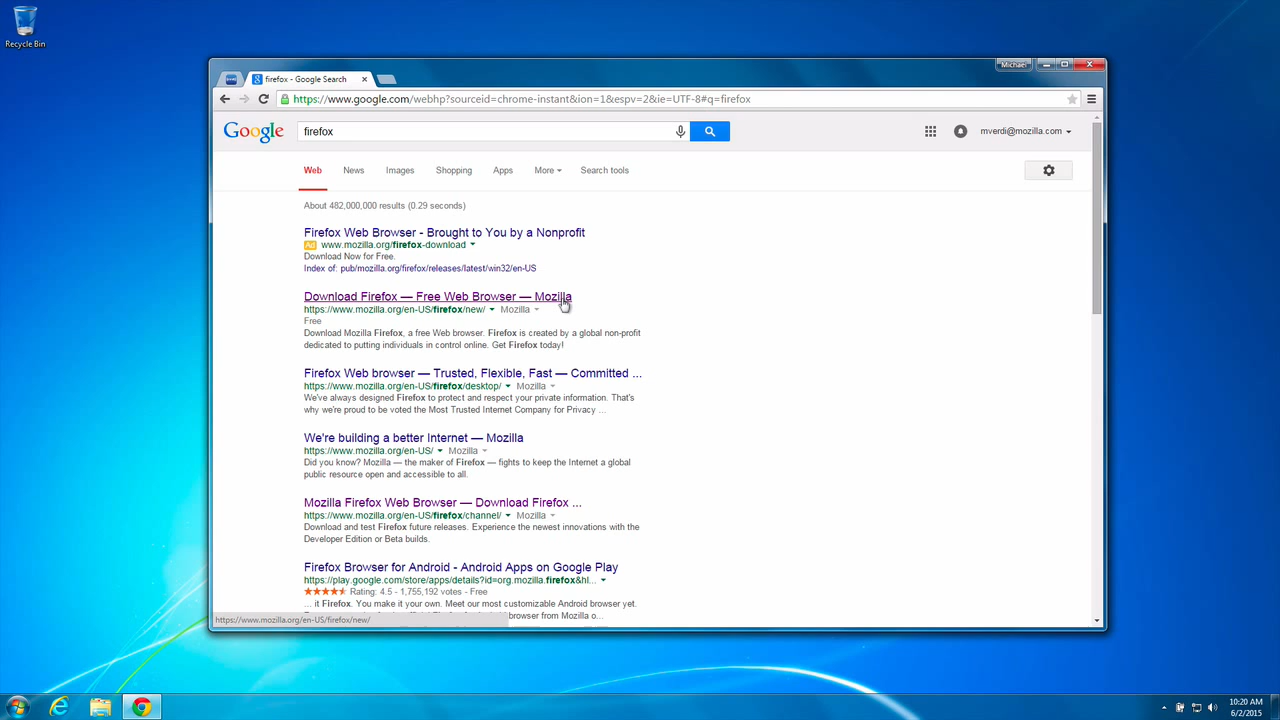 Recycle Bin
Michael
firefox - Google Search
https://www.google.com/webhp?sourceid=chrome-instant&ion=1&espv=2&ie=UTF-8#q=firefox
Google
firefox
mverdi@mozilla.com
Web News Images Shopping Apps More Search tools
About 482,000,000 results (0.29 seconds)
Firefox Web Browser - Brought to You by a Nonprofit
Ad www.mozilla.org/firefox-download
Download Now for Free.
Index of: pub/mozilla.org/firefox/releases/latest/win32/en-US
Download Firefox — Free Web Browser — Mozilla
https://www.mozilla.org/en-US/firefox/new/ Mozilla
Free
Download Mozilla Firefox, a free Web browser. Firefox is created by a global non-profit
dedicated to putting individuals in control online. Get Firefox today!
Firefox Web browser — Trusted, Flexible, Fast — Committed ...
https://www.mozilla.org/en-US/firefox/desktop/ Mozilla
We've always designed Firefox to protect and respect your private information. That's
why we're proud to be voted the Most Trusted Internet Company for Privacy ...
We're building a better Internet — Mozilla
https://www.mozilla.org/en-US/ Mozilla
Did you know? Mozilla — the maker of Firefox — fights to keep the Internet a global
public resource open and accessible to all.
Mozilla Firefox Web Browser — Download Firefox ...
https://www.mozilla.org/en-US/firefox/channel/ Mozilla
Download and test Firefox future releases. Experience the newest innovations with the
Developer Edition or Beta builds.
Firefox Browser for Android - Android Apps on Google Play
https://play.google.com/store/apps/details?id=org.mozilla.firefox&hl...
Rating: 4.5 - 1,755,192 votes - Free
... it Firefox. You make it your own. Meet our most customizable Android browser yet.
browser from Mozilla o...
https://www.mozilla.org/en-US/firefox/new/
10:20 AM
6/2/2015